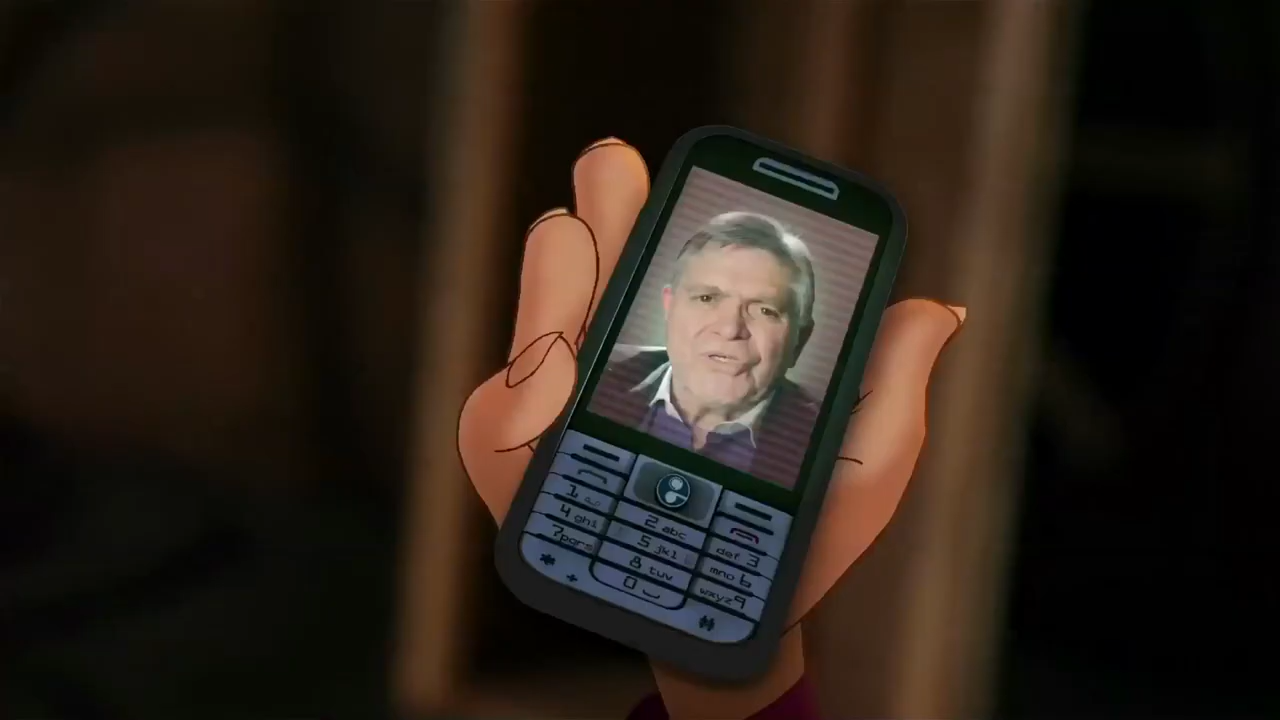 1
2 abc
def 3
4 ghi
5 jkl
mno 6
7pqrs
8 tuv
wxyz9
*
+
0
#